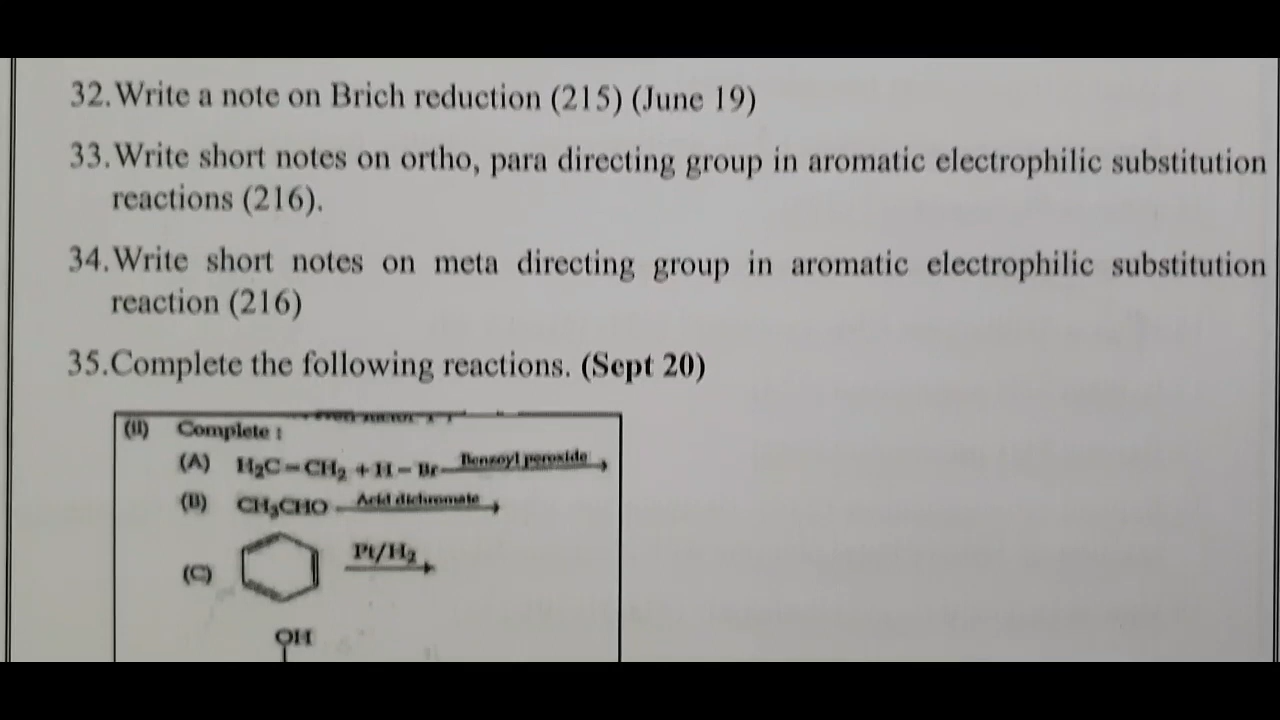 32. Write a note on Brich reduction (215) (June 19)
33. Write short notes on ortho, para directing group in aromatic electrophilic substitution
reactions (216).
34. Write short notes on meta directing group in aromatic electrophilic substitution
reaction (216)
35. Complete the following reactions. (Sept 20)
(ii) Complete :
(A) H₂C=CH₂ + H − Br Benzoyl peroxide
(B) CH₃CHO Acid dichromate
(C) Pt/H₂
OH